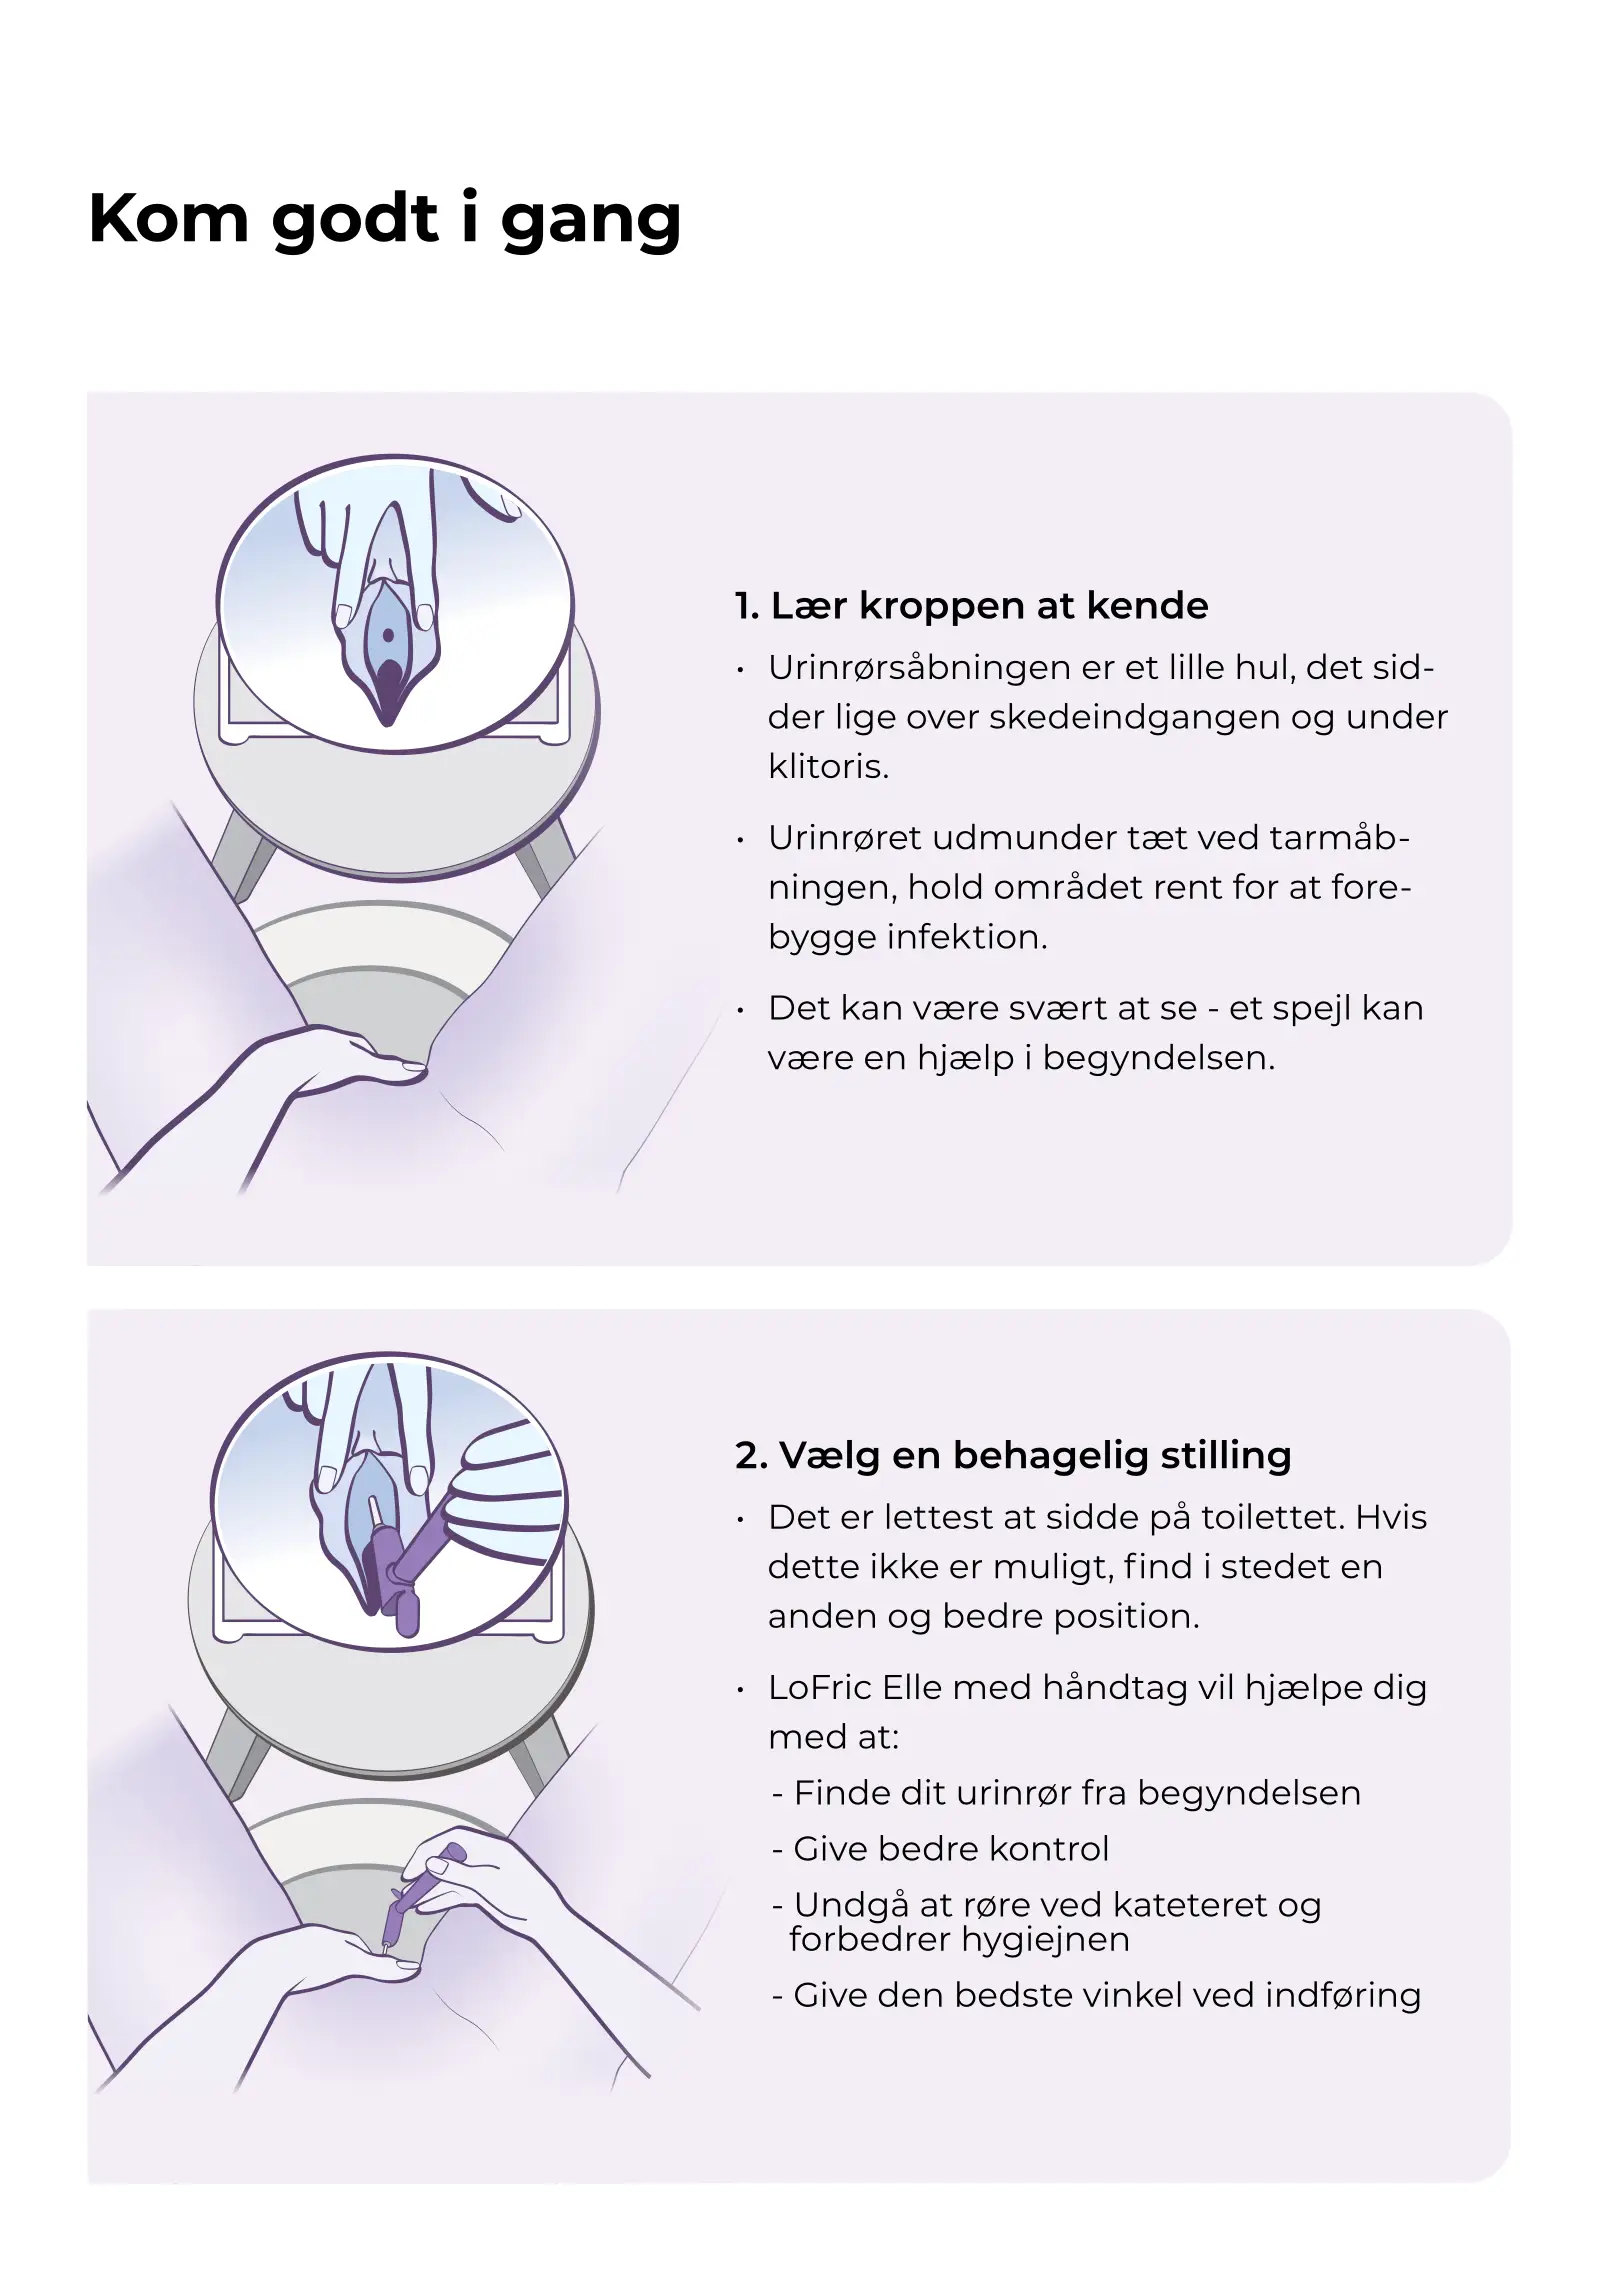 Kom godt i gang
1. Lær kroppen at kende
• Urinrørsåbningen er et lille hul, det sid-
der lige over skedeindgangen og under
klitoris.
• Urinrøret udmunder tæt ved tarmåb-
ningen, hold området rent for at fore-
bygge infektion.
• Det kan være svært at se - et spejl kan
være en hjælp i begyndelsen.
2. Vælg en behagelig stilling
• Det er lettest at sidde på toilettet. Hvis
dette ikke er muligt, find i stedet en
anden og bedre position.
• LoFric Elle med håndtag vil hjælpe dig
med at:
- Finde dit urinrør fra begyndelsen
- Give bedre kontrol
- Undgå at røre ved kateteret og
forbedrer hygiejnen
- Give den bedste vinkel ved indføring